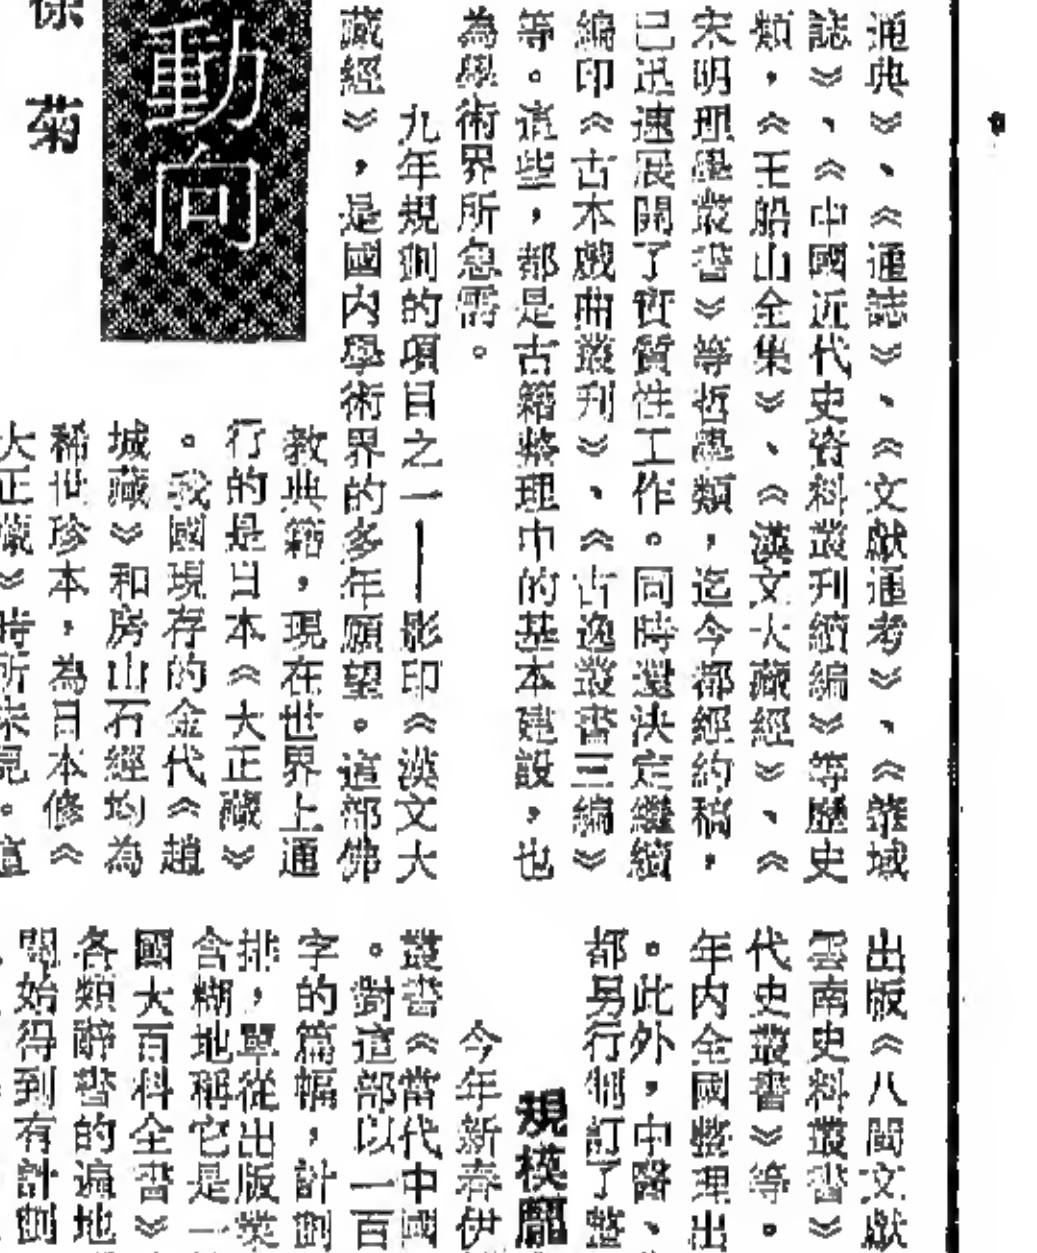 通典》、《通誌》、《文獻通考》、《籀域
誌》、《中國近代史資料叢刊續編》等歷史
類，《王船山全集》、《漢文大藏經》、《
宋明理學叢書》等哲學類，迄今都經約稿，
已迅速展開了實質性工作。同時還決定繼續
編印《古本戲曲叢刊》、《古逸叢書三編》
等。這些，都是古籍整理中的基本建設，也
為學術界所急需。
九年規劃的項目之一——影印《漢文大
藏經》，是國內學術界的多年願望。這部佛
教典籍，現在世界上通
行的是日本《大正藏》
。我國現存的金代《趙
城藏》和房山石經均為
稀世珍本，為日本修《
大正藏》時所未見。這
動向
徐菊
出版《八閩文獻
雲南史料叢書》
代史叢書》等。
年內全國整理出
。此外，中醫、
都另行制訂了整
規模
今年新春伊
叢書《當代中國
。對這部以一百
字的篇幅，計劃
排，單從出版業
含糊地稱它是一
國大百科全書》
各類辭書的遍地
開始得到有計劃